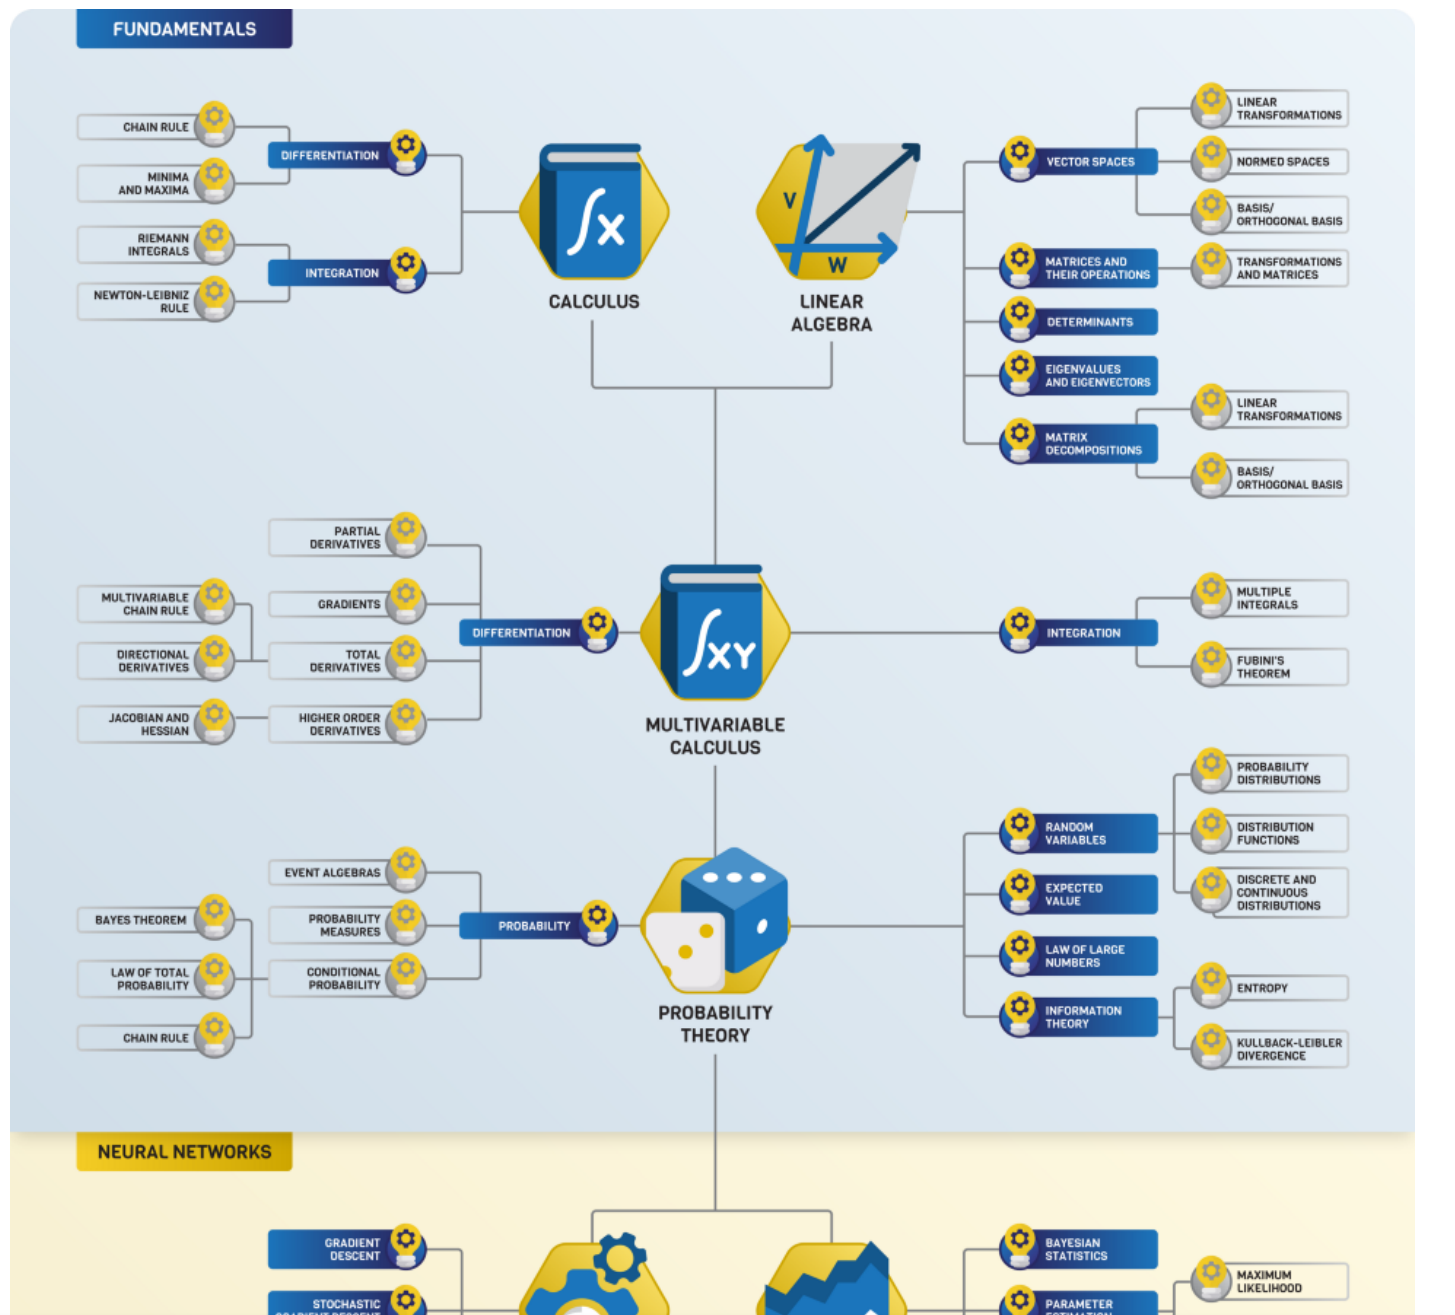 FUNDAMENTALS
CHAIN RULE
MINIMA
AND MAXIMA
DIFFERENTIATION
RIEMANN
INTEGRALS
NEWTON-LEIBNIZ
RULE
INTEGRATION
∫x
CALCULUS
V
W
LINEAR
ALGEBRA
VECTOR SPACES
LINEAR
TRANSFORMATIONS
NORMED SPACES
BASIS/
ORTHOGONAL BASIS
MATRICES AND
THEIR OPERATIONS
TRANSFORMATIONS
AND MATRICES
DETERMINANTS
EIGENVALUES
AND EIGENVECTORS
MATRIX
DECOMPOSITIONS
LINEAR
TRANSFORMATIONS
BASIS/
ORTHOGONAL BASIS
PARTIAL
DERIVATIVES
MULTIVARIABLE
CHAIN RULE
GRADIENTS
DIFFERENTIATION
DIRECTIONAL
DERIVATIVES
TOTAL
DERIVATIVES
JACOBIAN AND
HESSIAN
HIGHER ORDER
DERIVATIVES
∫XY
MULTIVARIABLE
CALCULUS
INTEGRATION
MULTIPLE
INTEGRALS
FUBINI'S
THEOREM
EVENT ALGEBRAS
BAYES THEOREM
PROBABILITY
MEASURES
PROBABILITY
LAW OF TOTAL
PROBABILITY
CONDITIONAL
PROBABILITY
CHAIN RULE
PROBABILITY
THEORY
RANDOM
VARIABLES
PROBABILITY
DISTRIBUTIONS
DISTRIBUTION
FUNCTIONS
DISCRETE AND
CONTINUOUS
DISTRIBUTIONS
EXPECTED
VALUE
LAW OF LARGE
NUMBERS
INFORMATION
THEORY
ENTROPY
KULLBACK-LEIBLER
DIVERGENCE
NEURAL NETWORKS
GRADIENT
DESCENT
STOCHASTIC
BAYESIAN
STATISTICS
PARAMETER
MAXIMUM
LIKELIHOOD